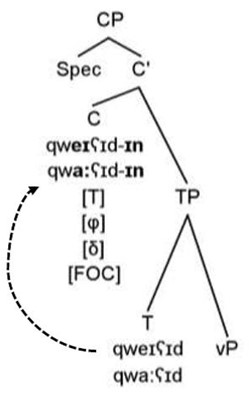 CP
Spec C'
C
qweɪʕɪd-ɪn
qwa:ʕɪd-ɪn
[T] TP
[φ]
[δ]
[FOC]
T
qweɪʕɪd vP
qwa:ʕɪd